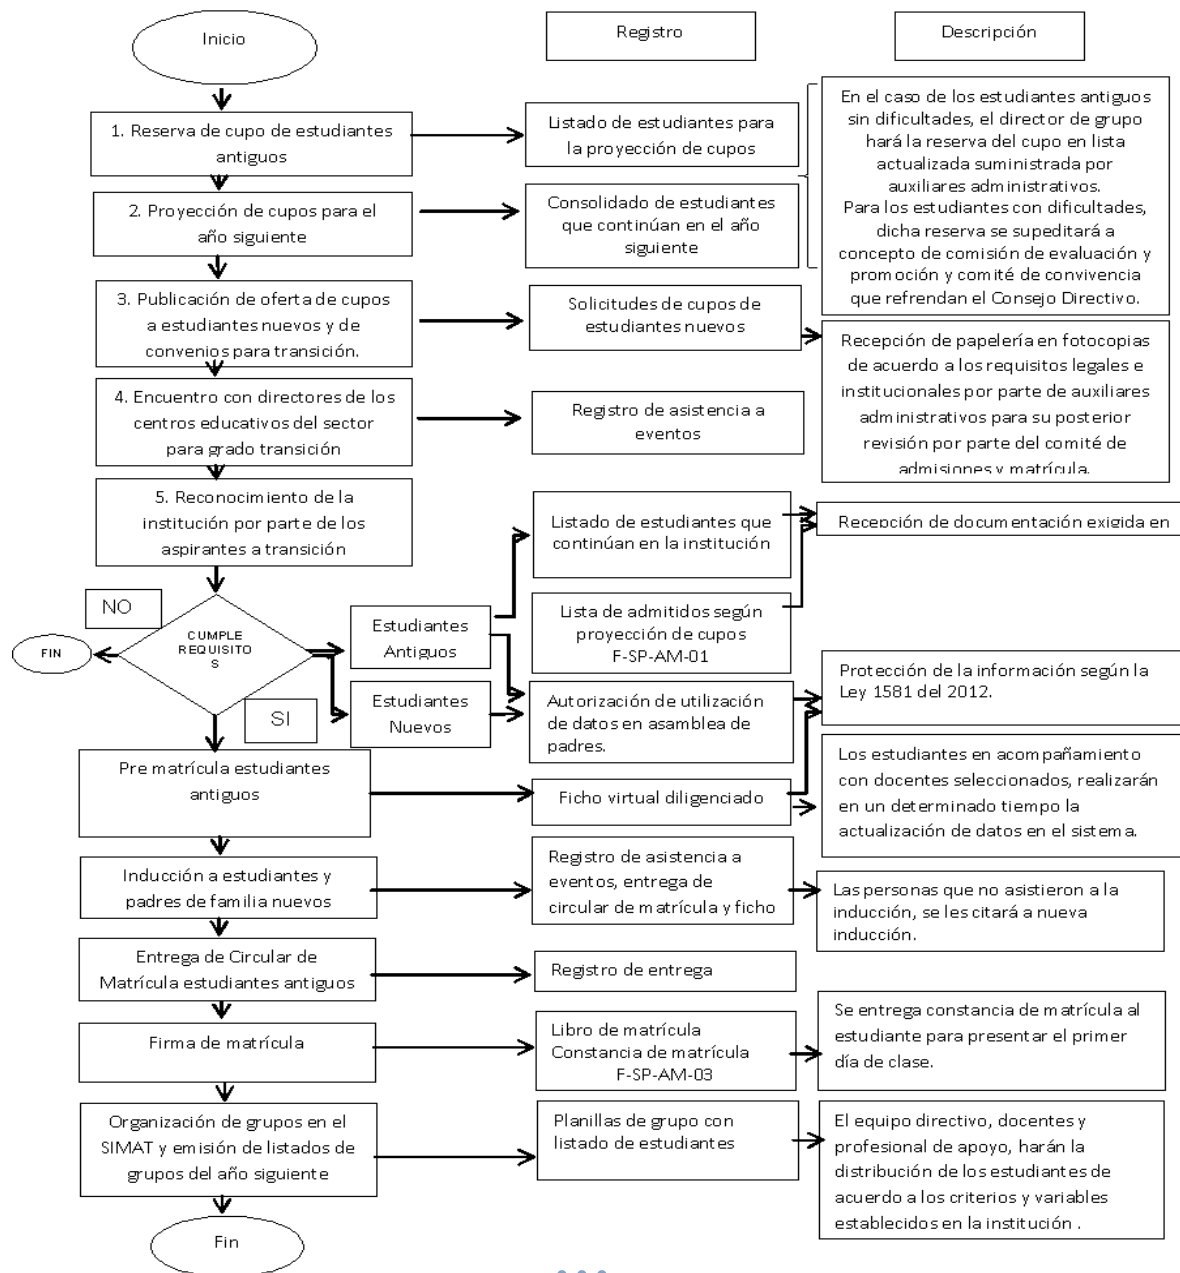 Inicio
Registro
Descripción
1. Reserva de cupo de estudiantes
antiguos
Listado de estudiantes para
la proyección de cupos
En el caso de los estudiantes antiguos
sin dificultades, el director de grupo
hará la reserva del cupo en lista
actualizada suministrada por
auxiliares administrativos.
Para los estudiantes con dificultades,
dicha reserva se supeditará a
concepto de comisión de evaluación y
promoción y comité de convivencia
que refrendan el Consejo Directivo.
2. Proyección de cupos para el
año siguiente
Consolidado de estudiantes
que continúan en el año
siguiente
3. Publicación de oferta de cupos
a estudiantes nuevos y de
convenios para transición.
Solicitudes de cupos de
estudiantes nuevos
Recepción de papelería en fotocopias
de acuerdo a los requisitos legales e
institucionales por parte de auxiliares
administrativos para su posterior
revisión por parte del comité de
admisiones y matrícula.
4. Encuentro con directores de los
centros educativos del sector
para grado transición
Registro de asistencia a
eventos
5. Reconocimiento de la
institución por parte de los
aspirantes a transición
Listado de estudiantes que
continúan en la institución
Recepción de documentación exigida en
NO
FIN
CUMPLE
REQUISITO
S
SI
Estudiantes
Antiguos
Lista de admitidos según
proyección de cupos
F-SP-AM-01
Estudiantes
Nuevos
Autorización de utilización
de datos en asamblea de
padres.
Protección de la información según la
Ley 1581 del 2012.
Pre matrícula estudiantes
antiguos
Ficho virtual diligenciado
Los estudiantes en acompañamiento
con docentes seleccionados, realizarán
en un determinado tiempo la
actualización de datos en el sistema.
Inducción a estudiantes y
padres de familia nuevos
Registro de asistencia a
eventos, entrega de
circular de matrícula y ficho
Las personas que no asistieron a la
inducción, se les citará a nueva
inducción.
Entrega de Circular de
Matrícula estudiantes antiguos
Registro de entrega
Firma de matrícula
Libro de matrícula
Constancia de matrícula
F-SP-AM-03
Se entrega constancia de matrícula al
estudiante para presentar el primer
día de clase.
Organización de grupos en el
SIMAT y emisión de listados de
grupos del año siguiente
Planillas de grupo con
listado de estudiantes
El equipo directivo, docentes y
profesional de apoyo, harán la
distribución de los estudiantes de
acuerdo a los criterios y variables
establecidos en la institución .
Fin